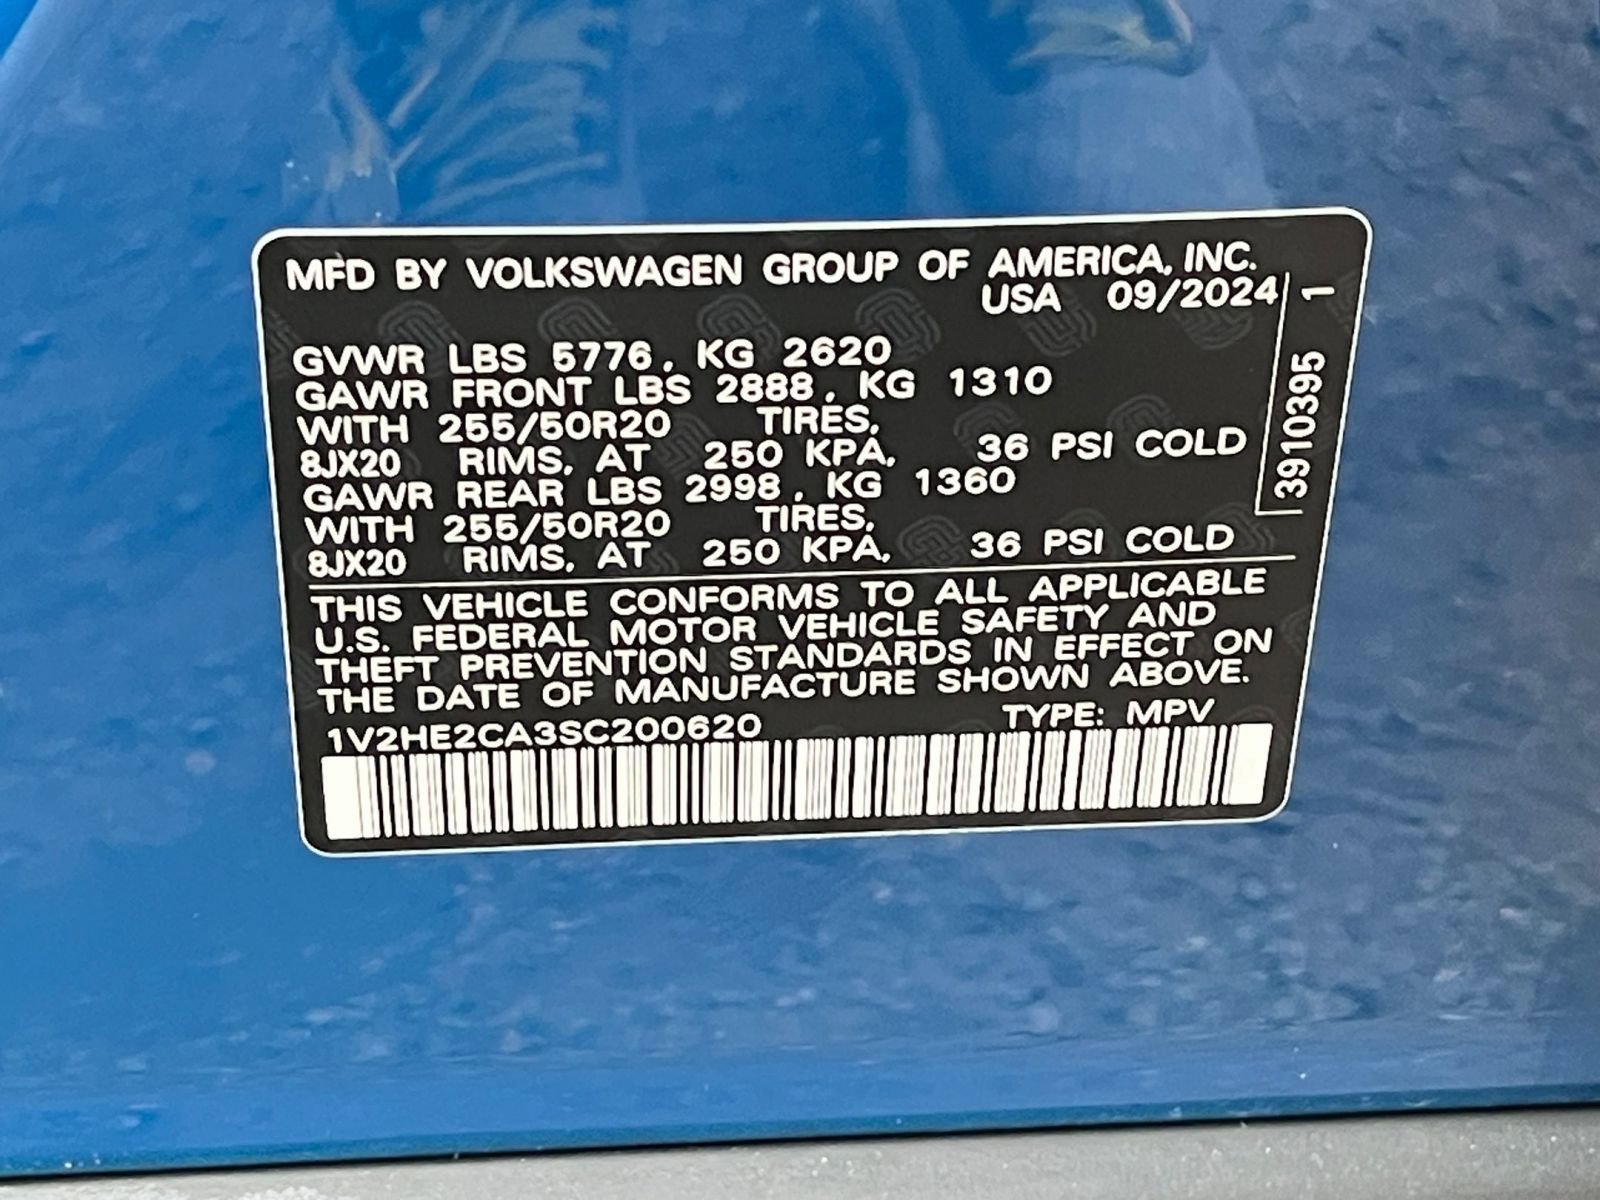 MFD BY VOLKSWAGEN GROUP OF AMERICA, INC.
USA 09/2024
GVWR LBS 5776, KG 2620
GAWR FRONT LBS 2888, KG 1310
WITH 255/50R20 TIRES,
8JX20 RIMS, AT 250 KPA, 36 PSI COLD
GAWR REAR LBS 2998, KG 1360
WITH 255/50R20 TIRES,
8JX20 RIMS, AT 250 KPA, 36 PSI COLD
3910395 1
THIS VEHICLE CONFORMS TO ALL APPLICABLE
U.S. FEDERAL MOTOR VEHICLE SAFETY AND
THEFT PREVENTION STANDARDS IN EFFECT ON
THE DATE OF MANUFACTURE SHOWN ABOVE.
1V2HE2CA3SC200620 TYPE: MPV